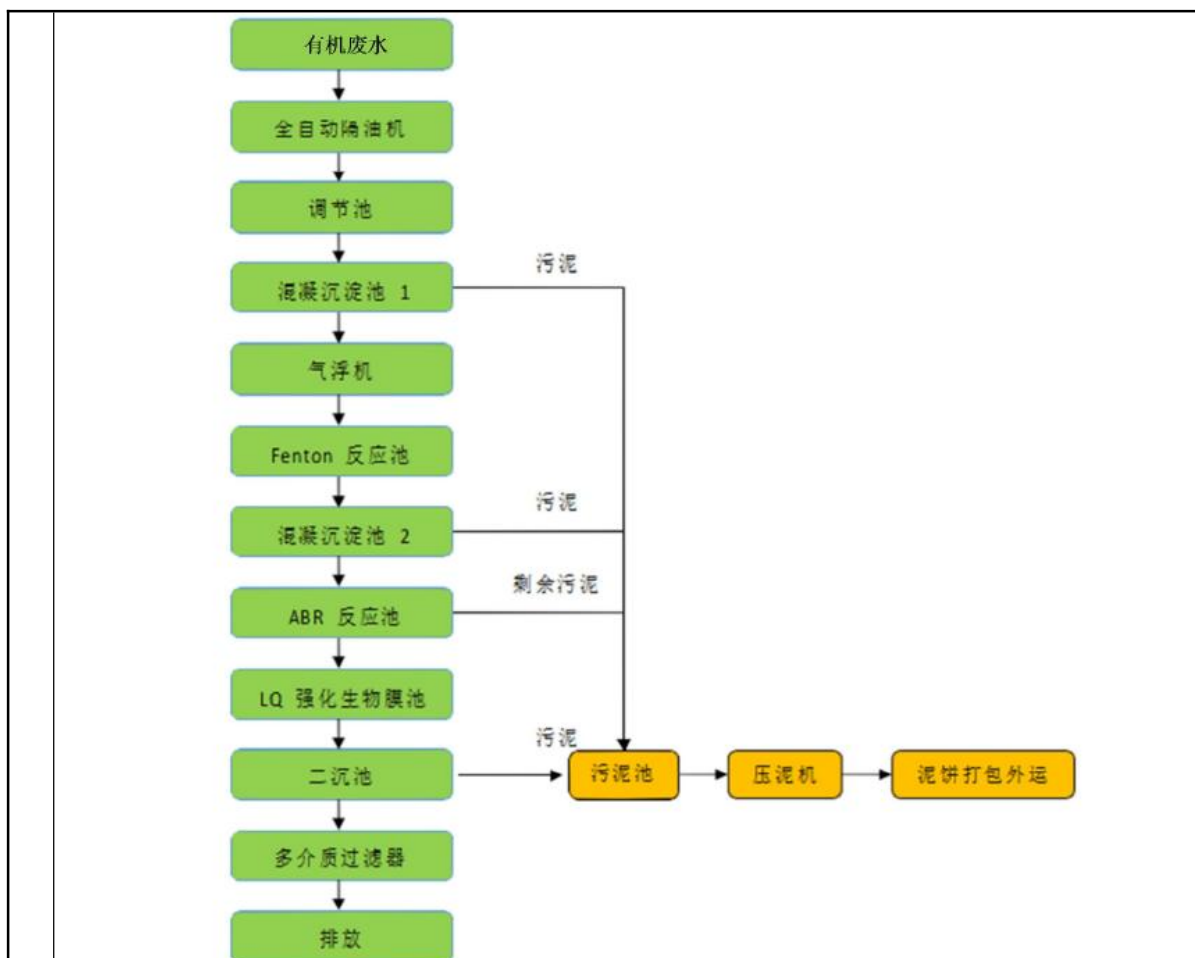 有机废水
全自动隔油机
调节池
污泥
混凝沉淀池 1
气浮机
Fenton 反应池
污泥
混凝沉淀池 2
剩余污泥
ABR 反应池
LQ 强化生物膜池
污泥
二沉池
污泥池
压泥机
泥饼打包外运
多介质过滤器
排放